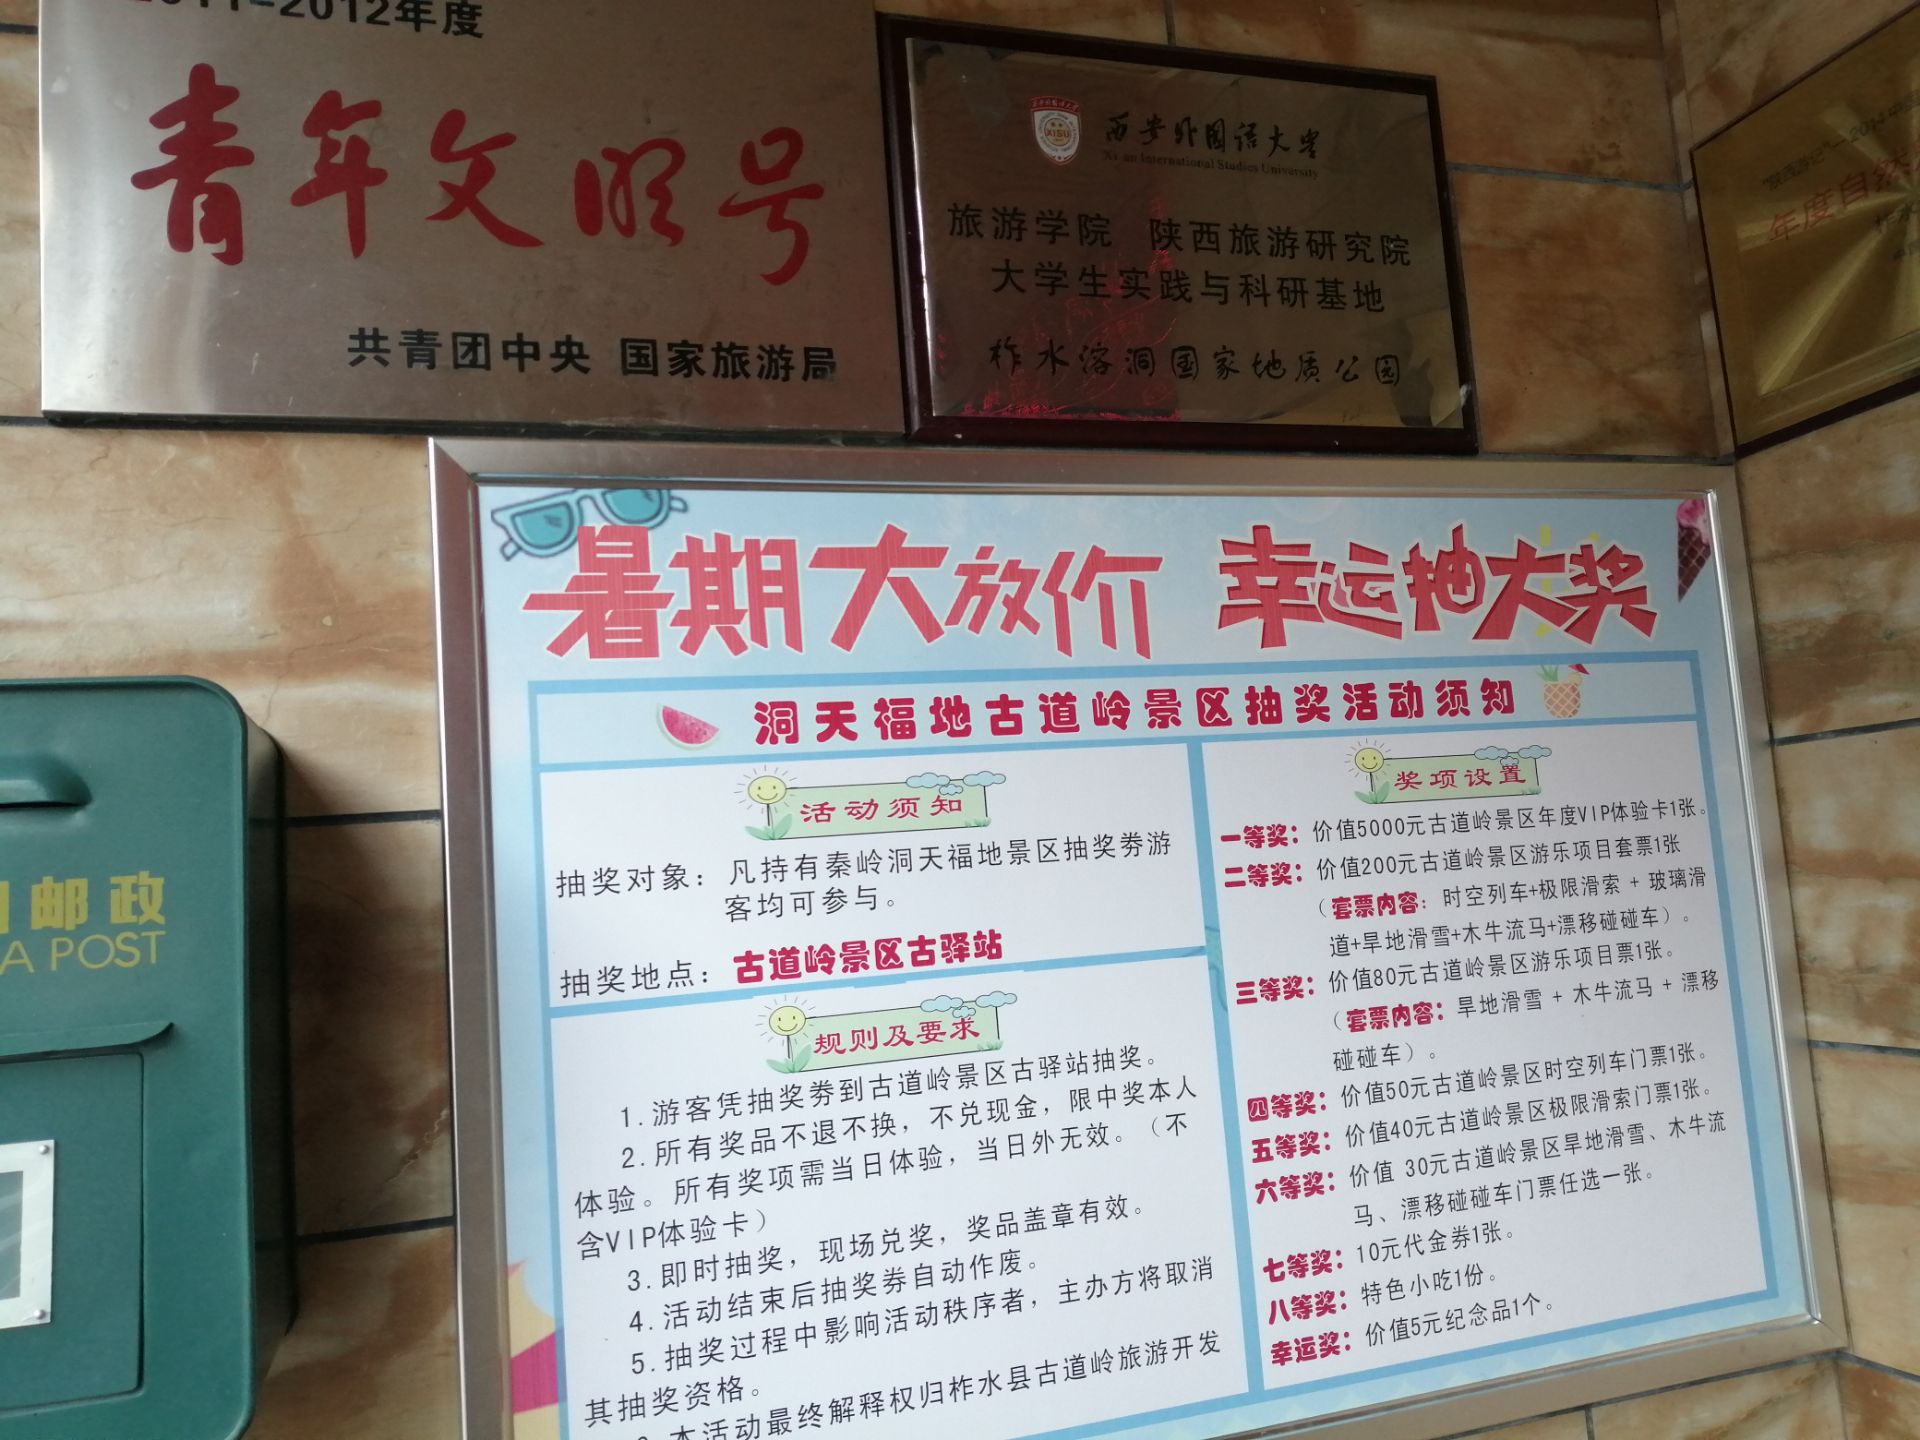 2011-2012年度
青年文明号
共青团中央 国家旅游局
XISU
西安外国语大学
Xi'an International Studies University
旅游学院 陕西旅游研究院
大学生实践与科研基地
柞水溶洞国家地质公园
年度自然
柞水
邮政
A POST
暑期大放价 幸运抽大奖
洞天福地古道岭景区抽奖活动须知
活动须知
抽奖对象：凡持有秦岭洞天福地景区抽奖劵游
客均可参与。
抽奖地点：古道岭景区古驿站
规则及要求
1.游客凭抽奖劵到古道岭景区古驿站抽奖。
2.所有奖品不退不换，不兑现金，限中奖本人
体验。所有奖项需当日体验，当日外无效。（不
含VIP体验卡）
3.即时抽奖，现场兑奖，奖品盖章有效。
4.活动结束后抽奖券自动作废。
5.抽奖过程中影响活动秩序者，主办方将取消
其抽奖资格。
本活动最终解释权归柞水县古道岭旅游开发
奖项设置
一等奖：价值5000元古道岭景区年度VIP体验卡1张。
二等奖：价值200元古道岭景区游乐项目套票1张
（套票内容：时空列车+极限滑索 + 玻璃滑
道+旱地滑雪+木牛流马+漂移碰碰车）。
三等奖：价值80元古道岭景区游乐项目票1张。
（套票内容：旱地滑雪 + 木牛流马 + 漂移
碰碰车）。
四等奖：价值50元古道岭景区时空列车门票1张。
五等奖：价值40元古道岭景区极限滑索门票1张。
六等奖：价值 30元古道岭景区旱地滑雪、木牛流
马、漂移碰碰车门票任选一张。
七等奖：10元代金券1张。
八等奖：特色小吃1份。
幸运奖：价值5元纪念品1个。